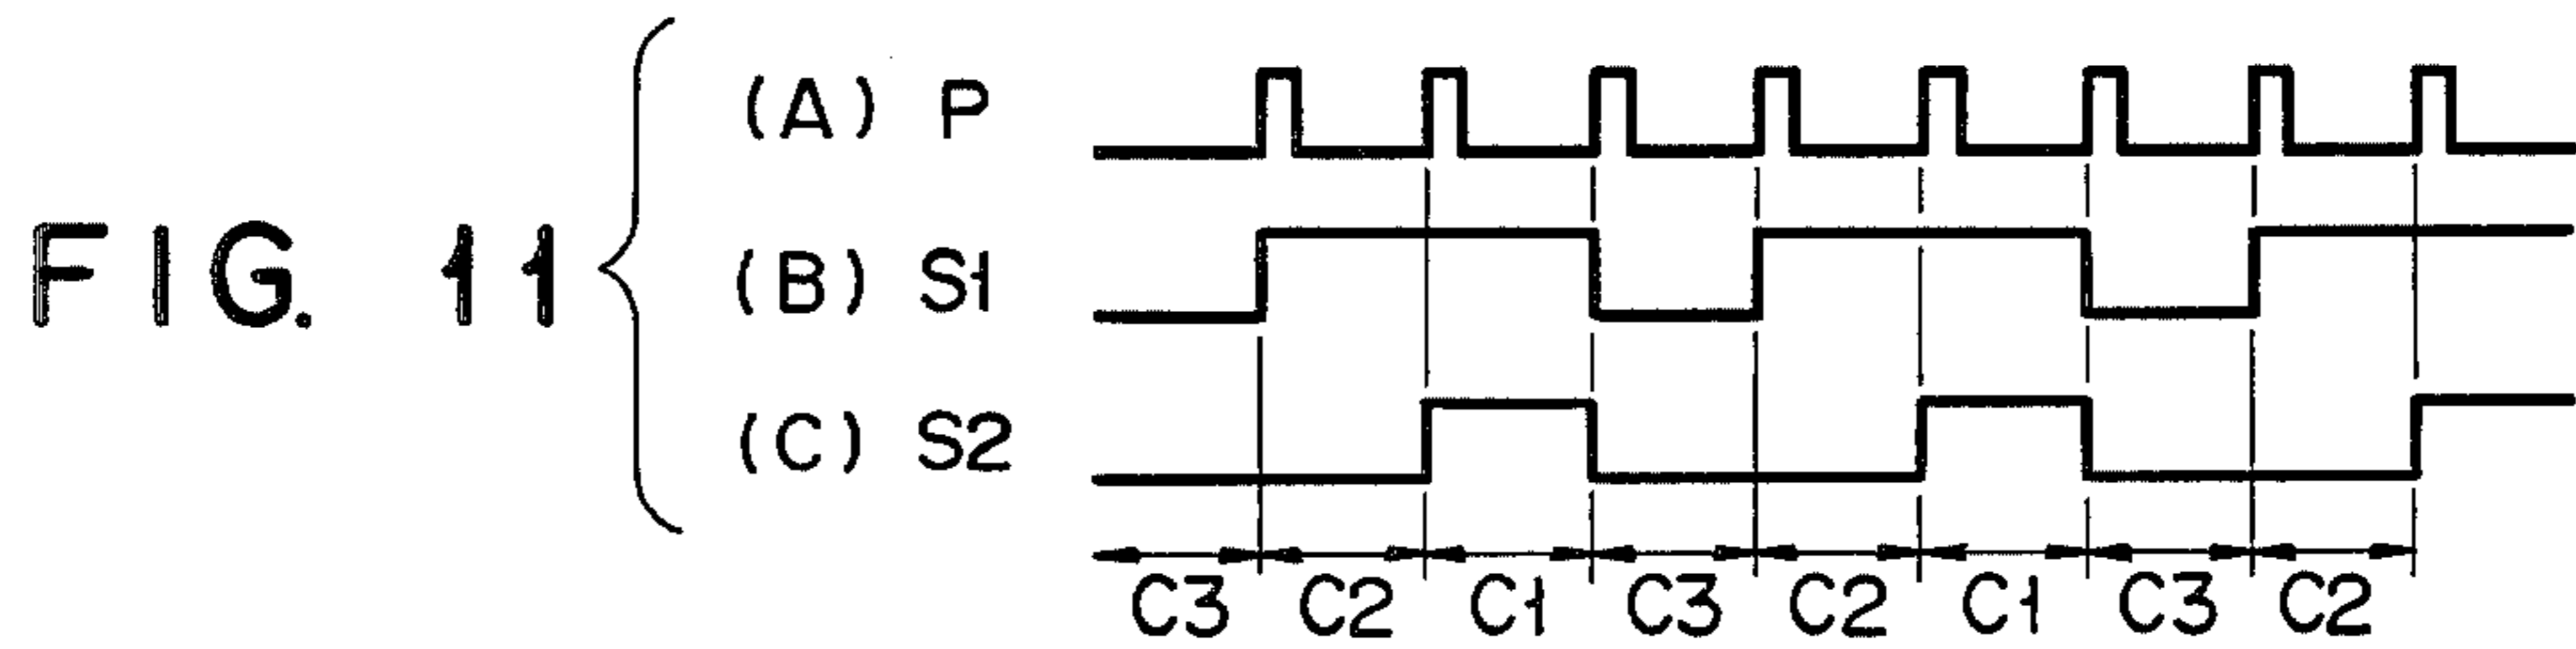 FIG. 11
(A) P
(B) S1
(C) S2
C3 C2 C1 C3 C2 C1 C3 C2